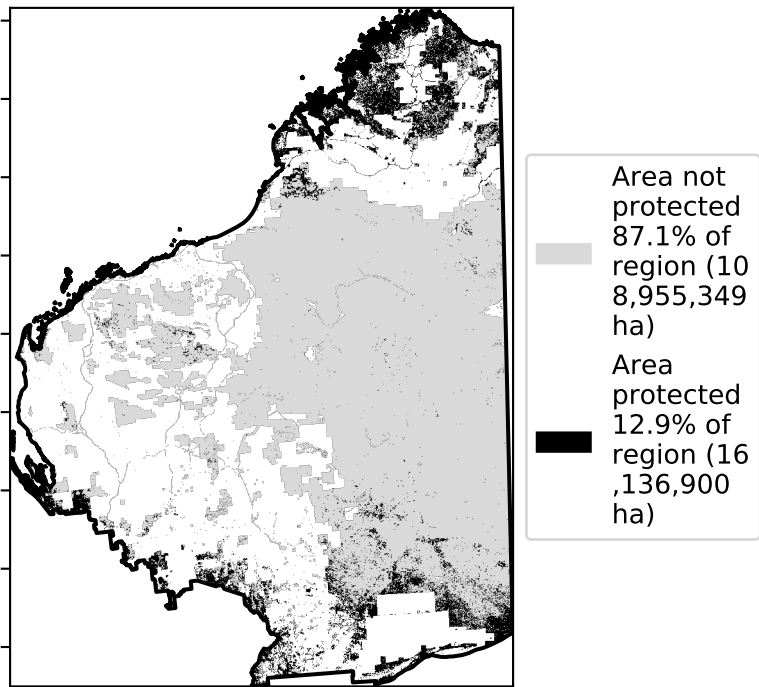 Area not
protected
87.1% of
region (10
8,955,349
ha)
Area
protected
12.9% of
region (16
,136,900
ha)